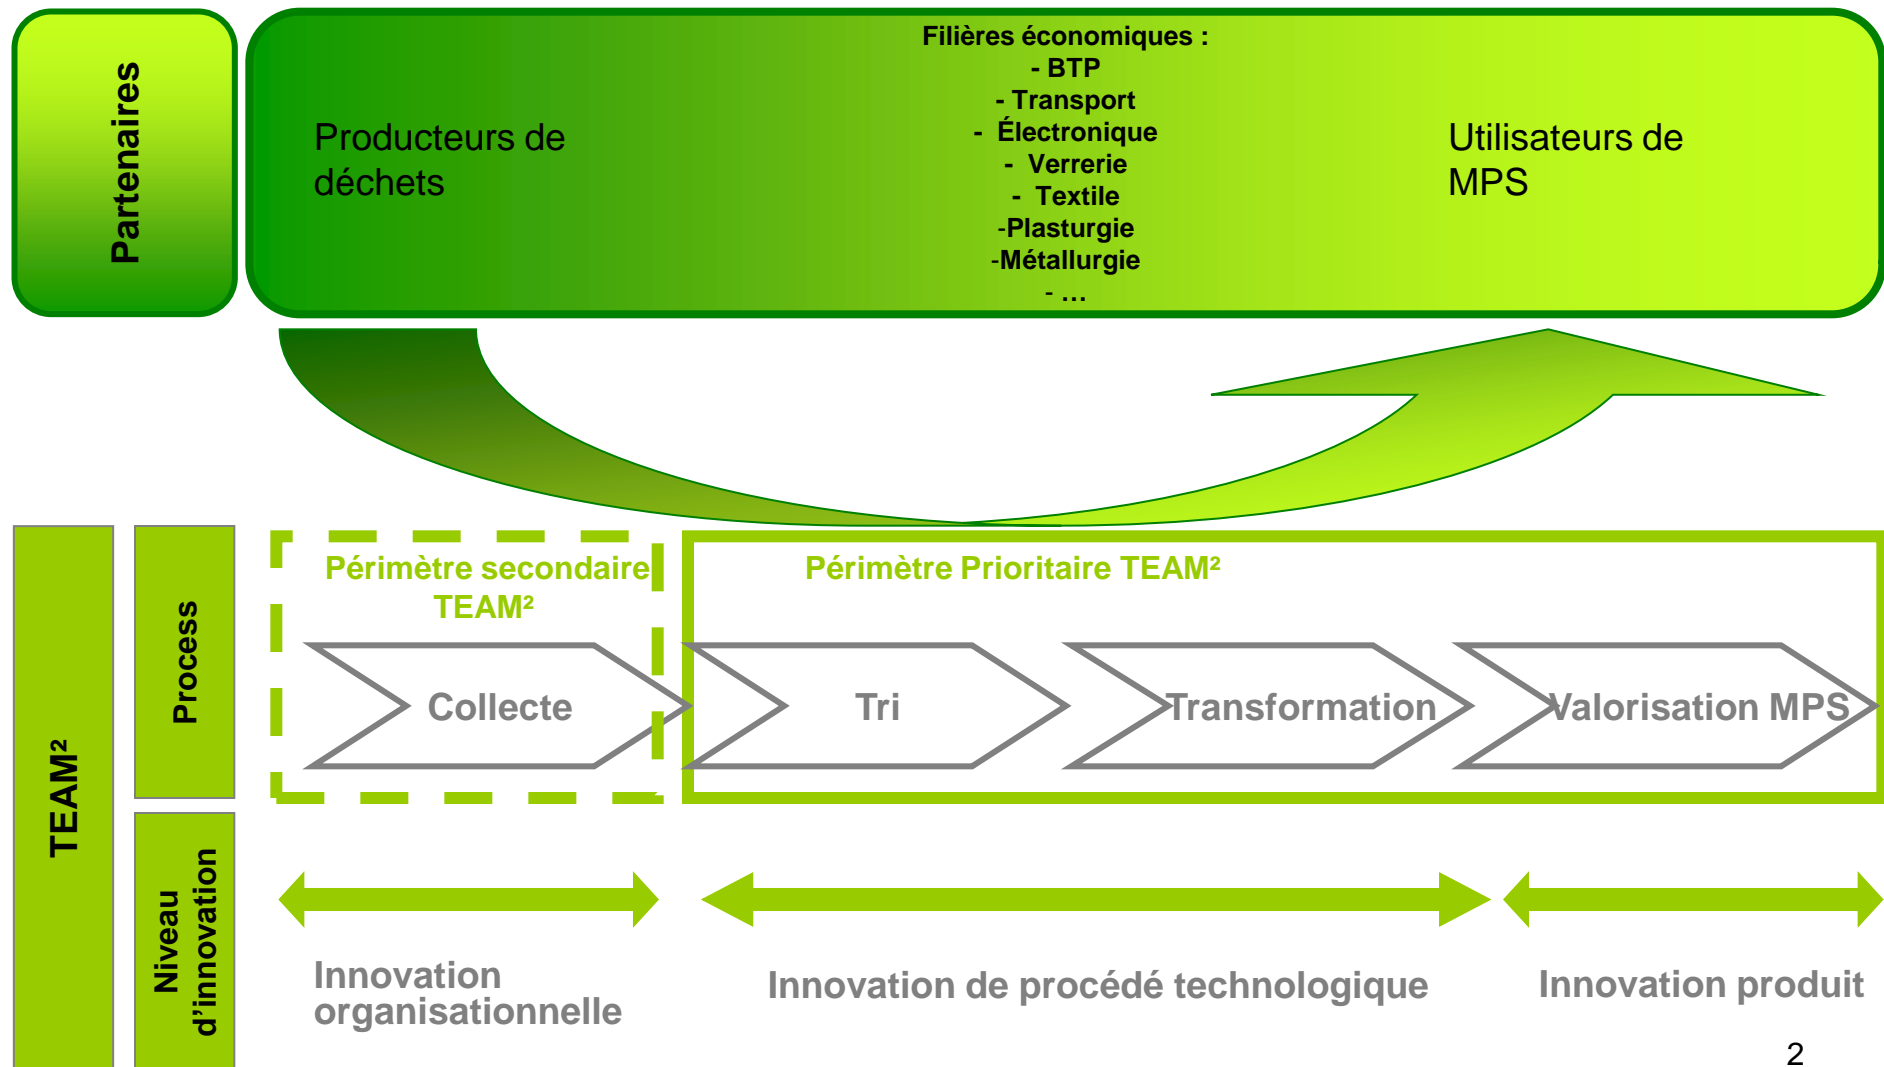 Partenaires
Producteurs de
déchets
Filières économiques :
- BTP
- Transport
- Électronique
- Verrerie
- Textile
-Plasturgie
-Métallurgie
- ...
Utilisateurs de
MPS
TEAM²
Process
Périmètre secondaire
TEAM²
Périmètre Prioritaire TEAM²
Collecte
Tri
Transformation
Valorisation MPS
Niveau
d'innovation
Innovation
organisationnelle
Innovation de procédé technologique
Innovation produit
2